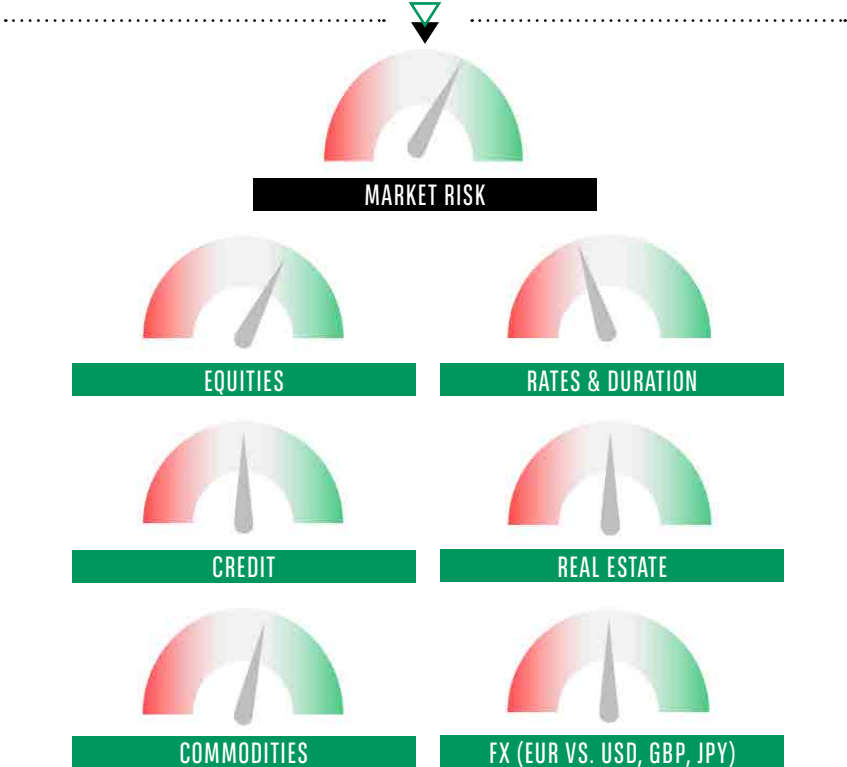 MARKET RISK
EQUITIES
RATES & DURATION
CREDIT
REAL ESTATE
COMMODITIES
FX (EUR VS. USD, GBP, JPY)